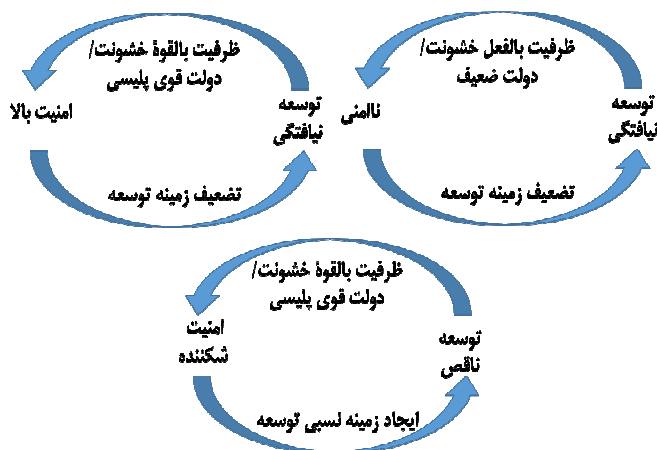 ظرفیت بالفعل خشونت/
دولت ضعیف
توسعه
نیافتگی
ناامنی
تضعیف زمینه توسعه
ظرفیت بالقوهٔ خشونت/
دولت قوی پلیسی
توسعه
نیافتگی
امنیت بالا
تضعیف زمینه توسعه
ظرفیت بالقوهٔ خشونت/
دولت قوی پلیسی
توسعه
ناقص
امنیت
شکننده
ایجاد زمینه نسبی توسعه